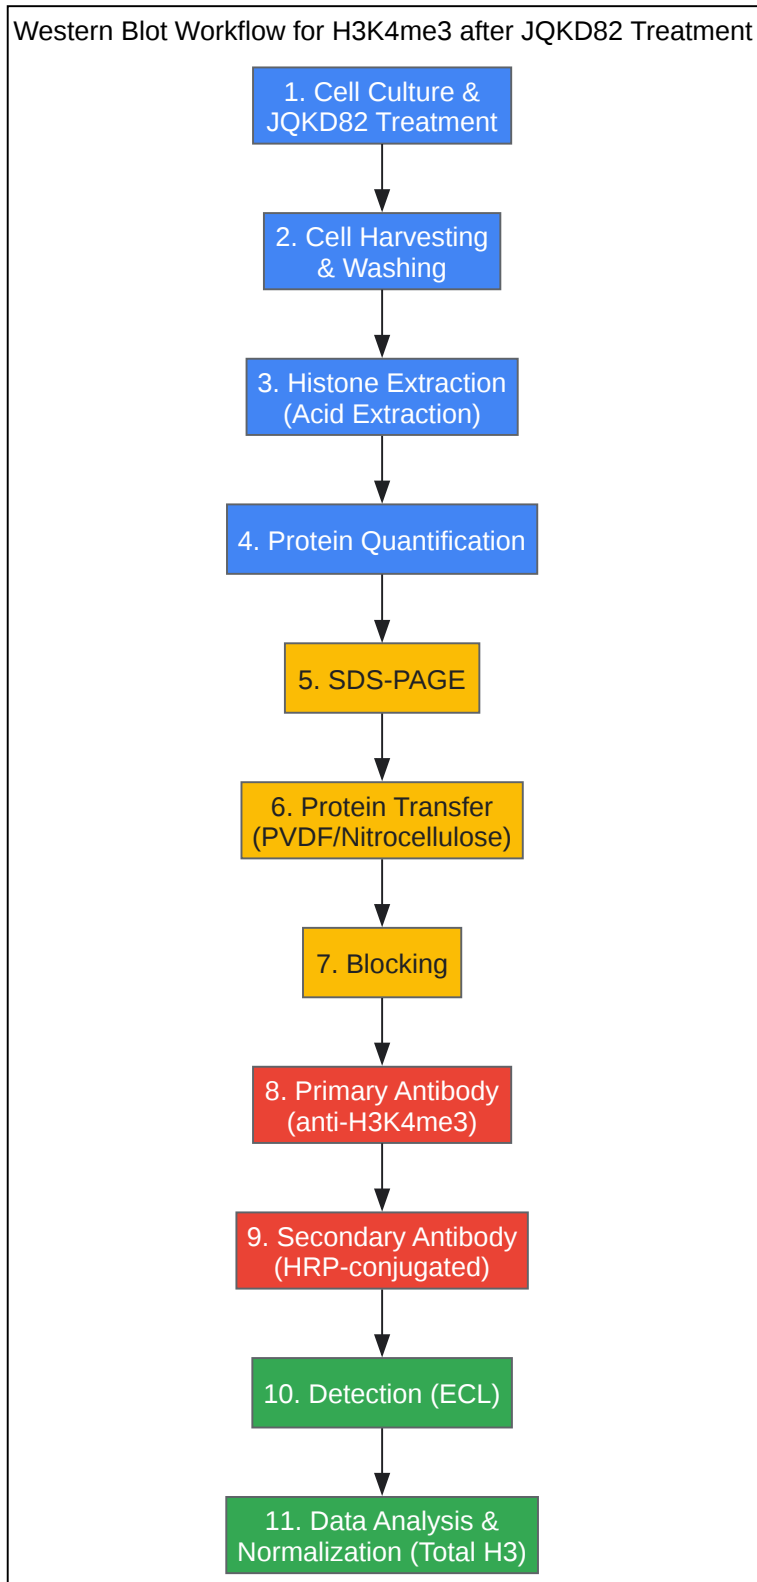 Western Blot Workflow for H3K4me3 after JQKD82 Treatment
1. Cell Culture &
JQKD82 Treatment
2. Cell Harvesting
& Washing
3. Histone Extraction
(Acid Extraction)
4. Protein Quantification
5. SDS-PAGE
6. Protein Transfer
(PVDF/Nitrocellulose)
7. Blocking
8. Primary Antibody
(anti-H3K4me3)
9. Secondary Antibody
(HRP-conjugated)
10. Detection (ECL)
11. Data Analysis &
Normalization (Total H3)